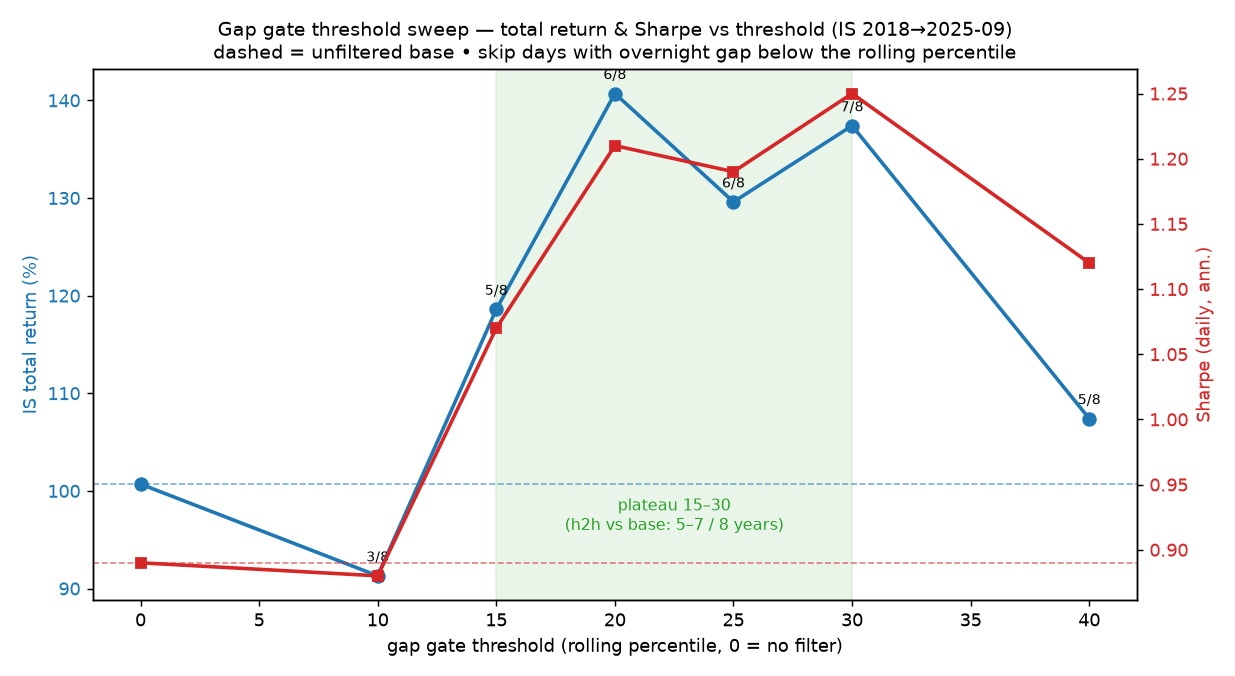 Gap gate threshold sweep — total return & Sharpe vs threshold (IS 2018→2025-09)
dashed = unfiltered base • skip days with overnight gap below the rolling percentile
IS total return (%)
140
130
120
110
100
90
6/8
7/8
6/8
5/8
5/8
3/8
plateau 15–30
(h2h vs base: 5–7 / 8 years)
1.25
1.20
1.15
1.10
1.05
1.00
0.95
0.90
Sharpe (daily, ann.)
0 5 10 15 20 25 30 35 40
gap gate threshold (rolling percentile, 0 = no filter)